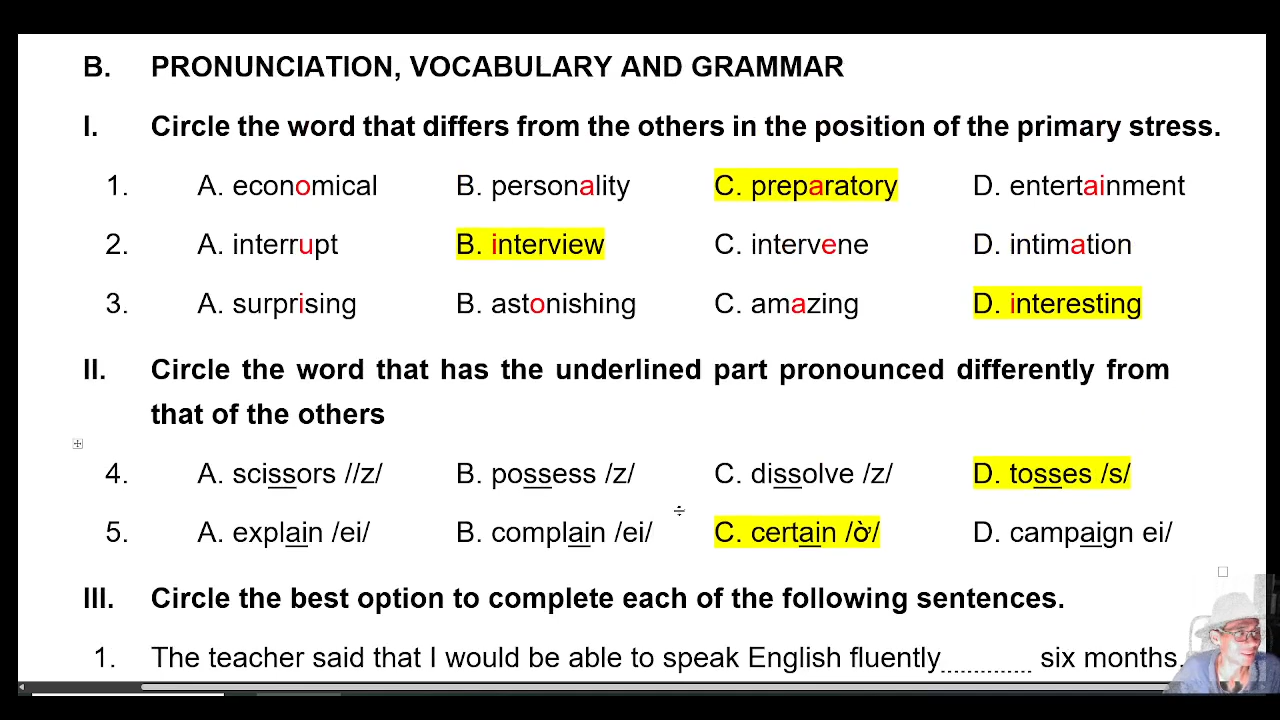 B. PRONUNCIATION, VOCABULARY AND GRAMMAR
I. Circle the word that differs from the others in the position of the primary stress.
1. A. economical B. personality C. preparatory D. entertainment
2. A. interrupt B. interview C. intervene D. intimation
3. A. surprising B. astonishing C. amazing D. interesting
II. Circle the word that has the underlined part pronounced differently from
that of the others
4. A. scissors //z/ B. possess /z/ C. dissolve /z/ D. tosses /s/
5. A. explain /ei/ B. complain /ei/ C. certain /ờ/ D. campaign ei/
III. Circle the best option to complete each of the following sentences.
1. The teacher said that I would be able to speak English fluently............. six months.